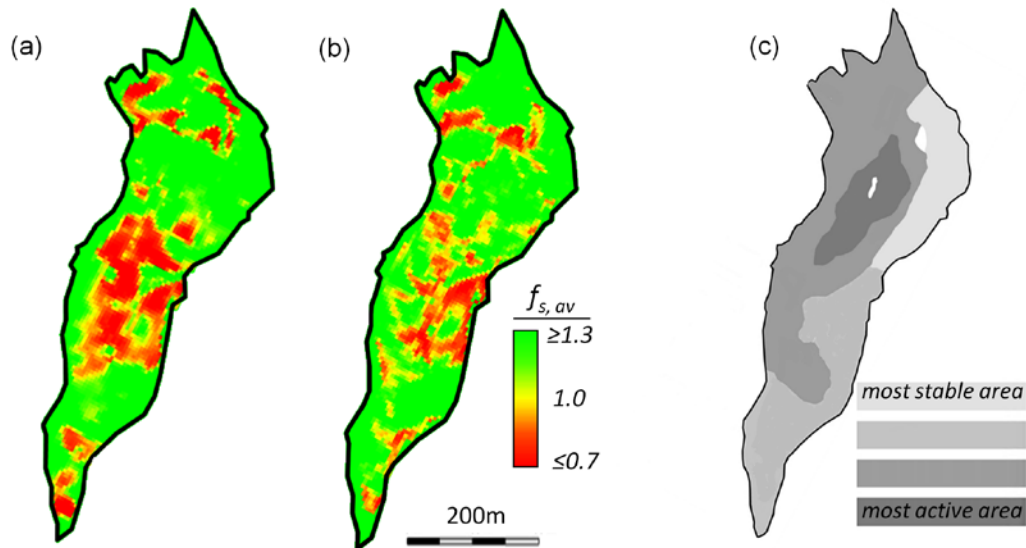 (a)
(b)
(c)
f_s, av
≥1.3
1.0
≤0.7
200m
most stable area
most active area